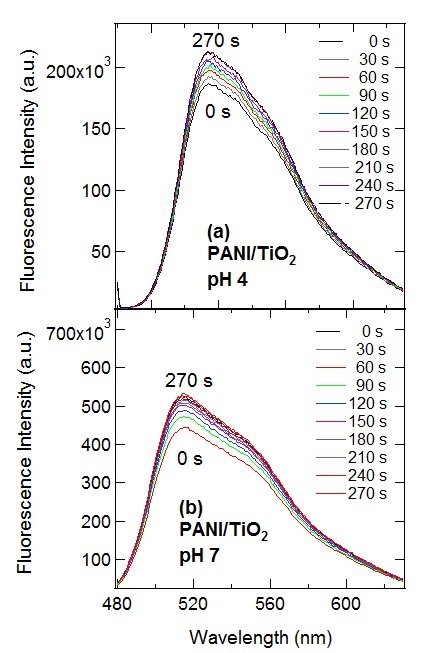 Fluorescence Intensity (a.u.)
200x10³
150
100
50
270 s
0 s
(a)
PANI/TiO₂
pH 4
0 s
30 s
60 s
90 s
120 s
150 s
180 s
210 s
240 s
270 s
Fluorescence Intensity (a.u.)
700x10³
600
500
400
300
200
100
270 s
0 s
(b)
PANI/TiO₂
pH 7
0 s
30 s
60 s
90 s
120 s
150 s
180 s
210 s
240 s
270 s
480 520 560 600
Wavelength (nm)